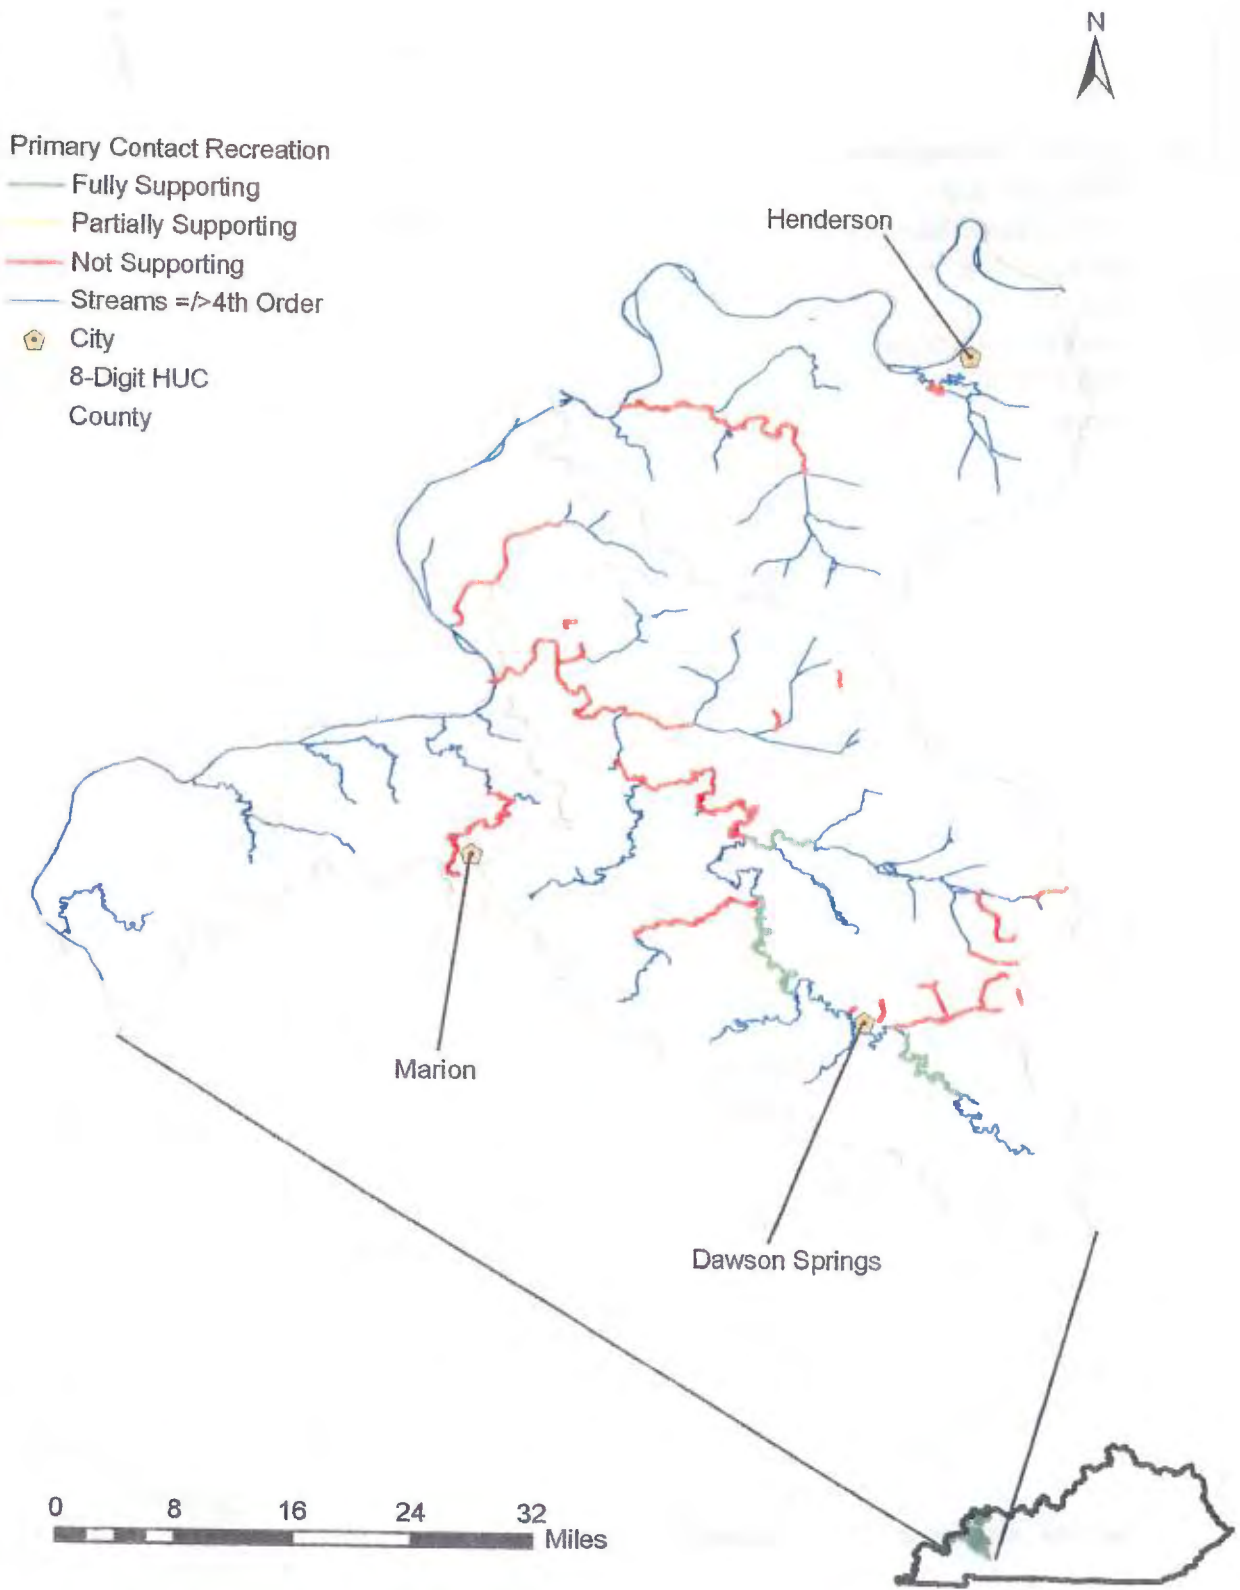 N
Primary Contact Recreation
Fully Supporting
Partially Supporting
Not Supporting
Streams =/>4th Order
City
8-Digit HUC
County
Henderson
Marion
Dawson Springs
0 8 16 24 32
Miles